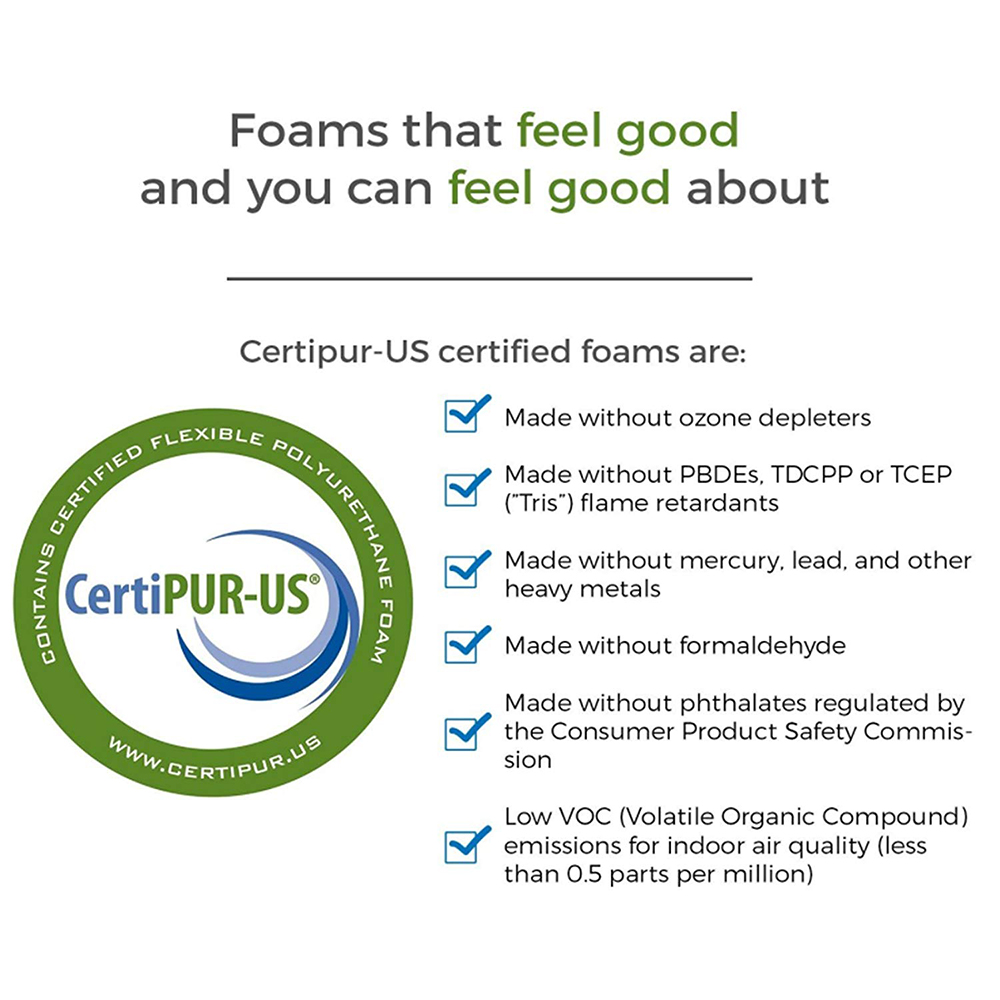 Foams that feel good
and you can feel good about
Certipur-US certified foams are:
CONTAINS CERTIFIED FLEXIBLE POLYURETHANE FOAM
CertiPUR-US®
WWW.CERTIPUR.US
Made without ozone depleters
Made without PBDEs, TDCPP or TCEP
("Tris") flame retardants
Made without mercury, lead, and other
heavy metals
Made without formaldehyde
Made without phthalates regulated by
the Consumer Product Safety Commis-
sion
Low VOC (Volatile Organic Compound)
emissions for indoor air quality (less
than 0.5 parts per million)